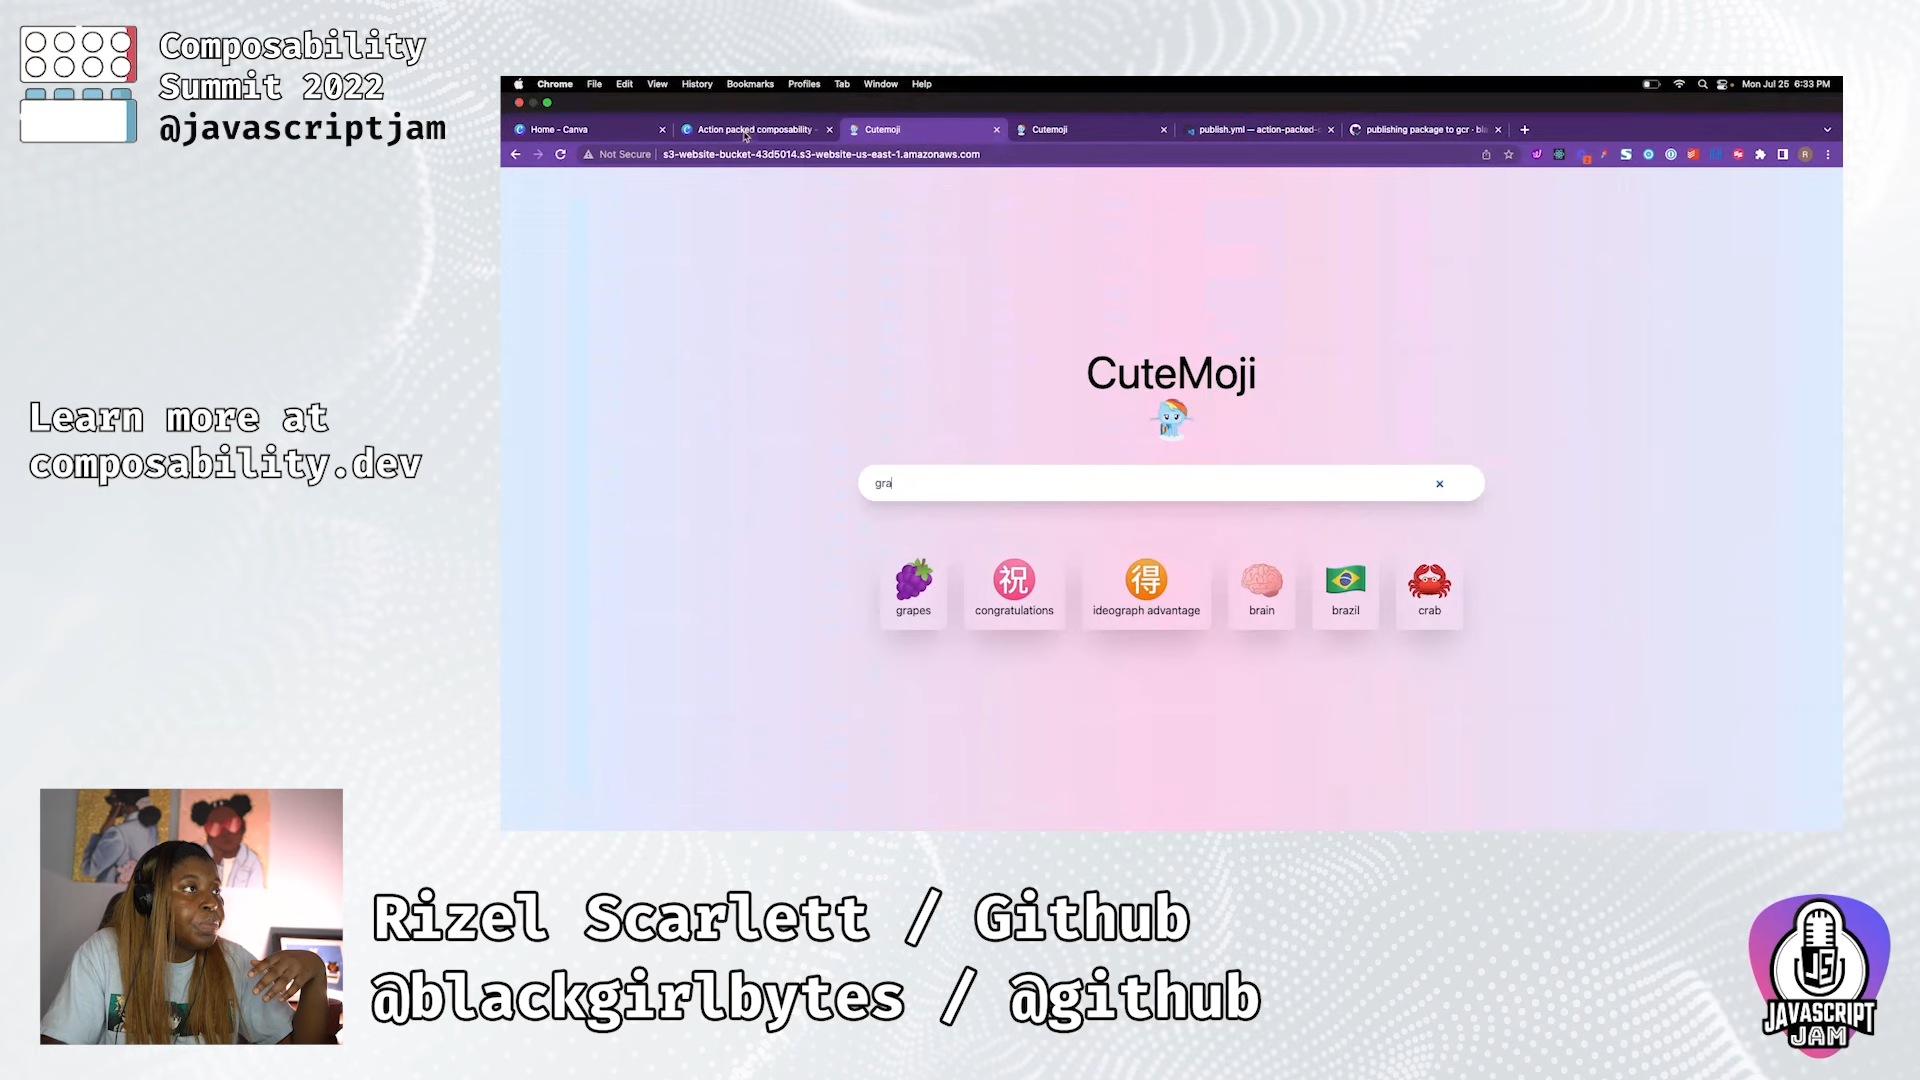 Composability
Summit 2022
@javascriptjam
Chrome File Edit View History Bookmarks Profiles Tab Window Help
Mon Jul 25 6:33 PM
Home - Canva
Action packed composability -
Cutemoji
Cutemoji
publish.yml — action-packed-
publishing package to gcr · bla
Not Secure
s3-website-bucket-43d5014.s3-website-us-east-1.amazonaws.com
R
CuteMoji
gra
祝
得
grapes
congratulations
ideograph advantage
brain
brazil
crab
Learn more at
composability.dev
Rizel Scarlett / Github
@blackgirlbytes / @github
JS
JAVASCRIPT
JAM